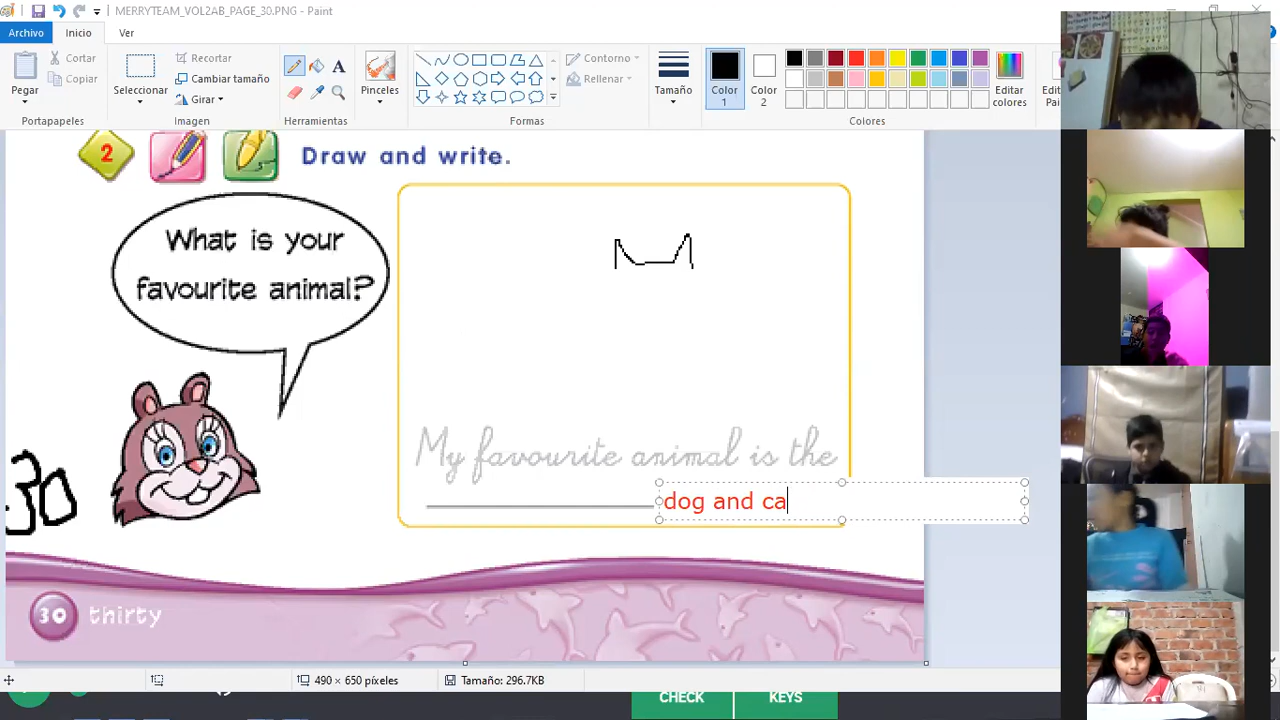 MERRYTEAM_VOL2AB_PAGE_30.PNG - Paint
Archivo
Inicio
Ver
Pegar
Cortar
Copiar
Portapapeles
Seleccionar
Recortar
Cambiar tamaño
Girar
Imagen
Herramientas
Pinceles
Contorno
Rellenar
Formas
Tamaño
Color
1
Color
2
Editar
colores
Colores
2
Draw and write.
What is your
favourite animal?
My favourite animal is the
dog and ca
30
30 thirty
490 × 650 píxeles
Tamaño: 296.7KB
CHECK
KEYS